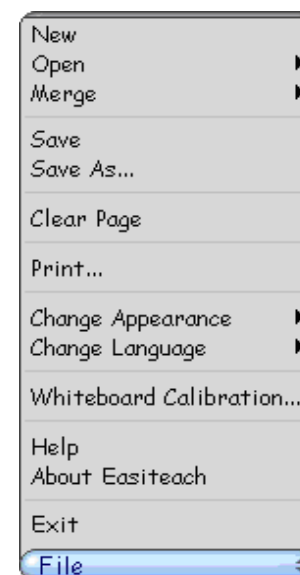 New
Open
Merge
Save
Save As...
Clear Page
Print...
Change Appearance
Change Language
Whiteboard Calibration...
Help
About Easiteach
Exit
File